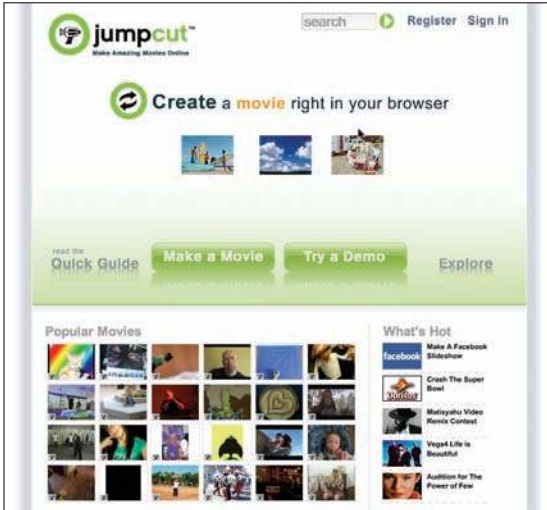 jumpcut™
Make Amazing Movies Online
search
Register Sign In
Create a movie right in your browser
read the
Quick Guide
Make a Movie
Try a Demo
Explore
Popular Movies
What's Hot
facebook
Make A Facebook
Slideshow
Doritos
Crash The Super
Bowl
Matisyahu Video
Remix Contest
Vega4 Life is
Beautiful
Audition for The
Power of Few